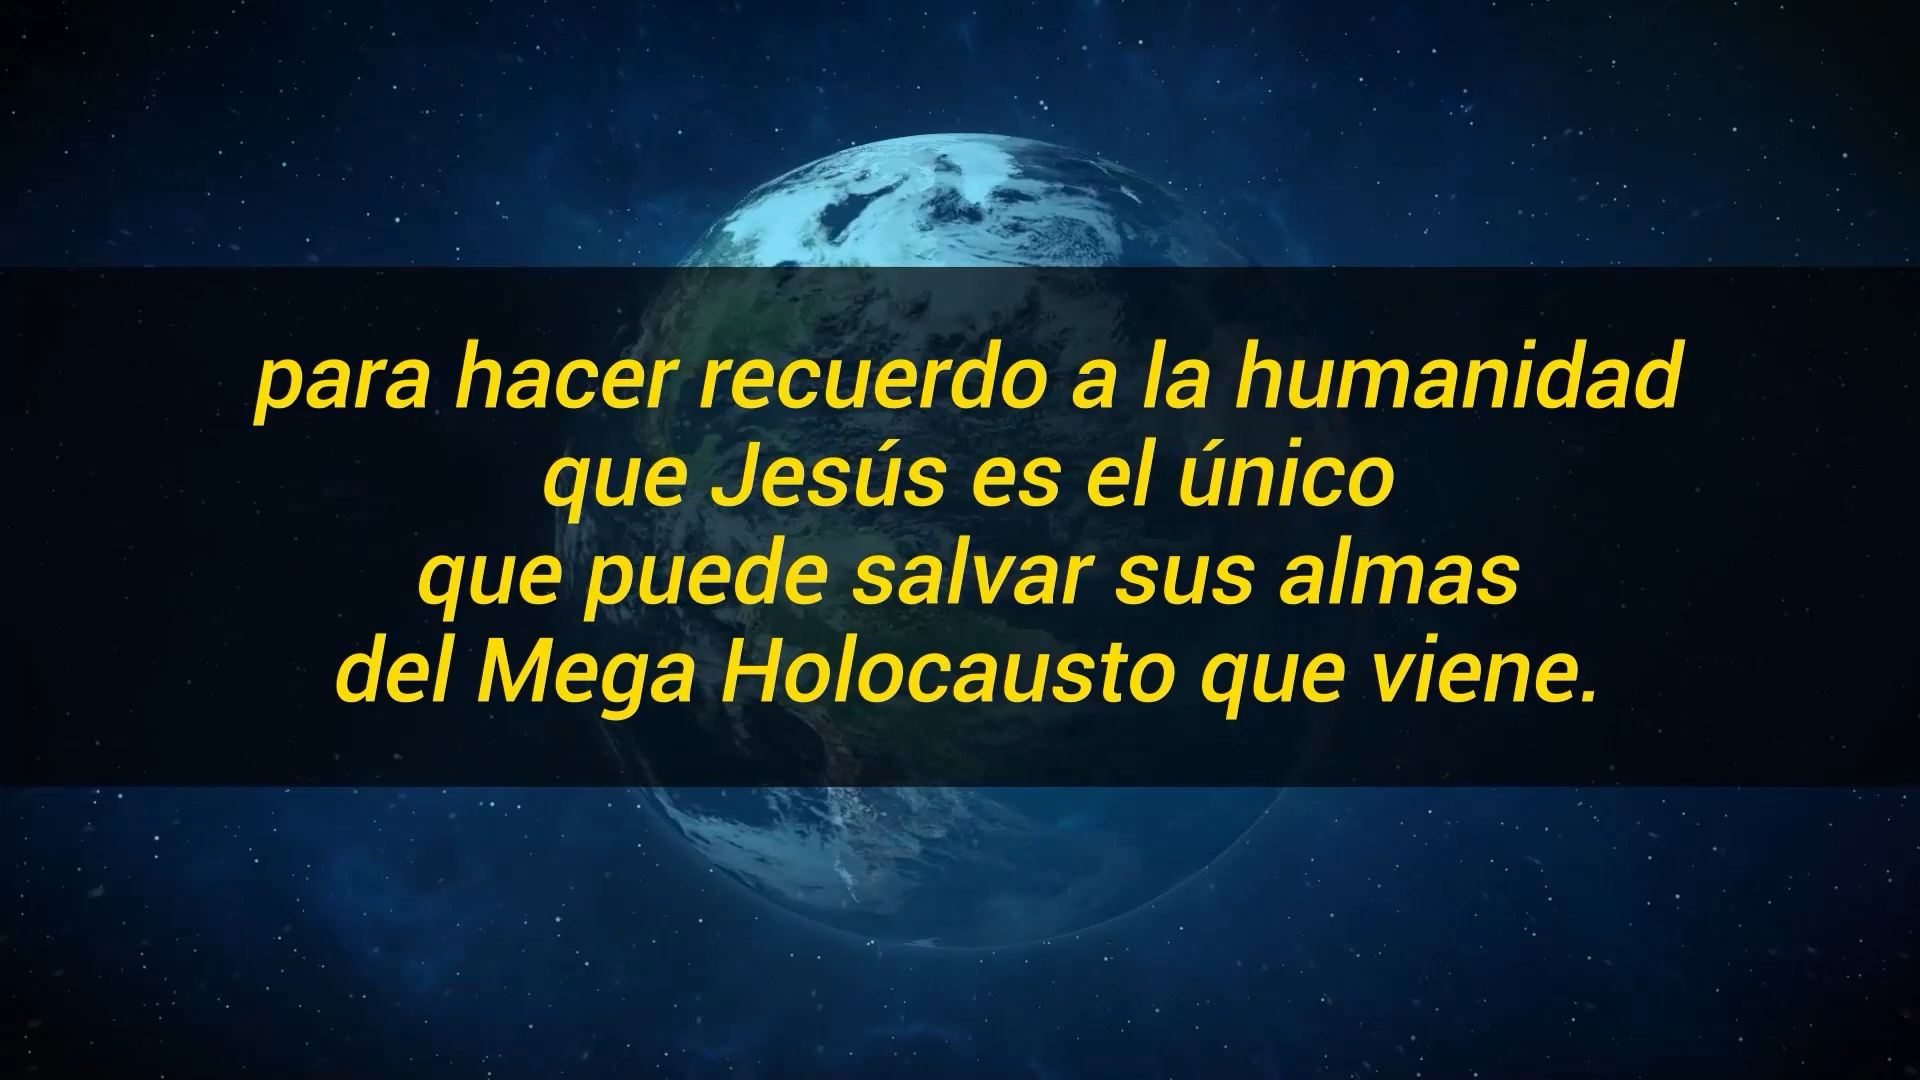 para hacer recuerdo a la humanidad
que Jesús es el único
que puede salvar sus almas
del Mega Holocausto que viene.